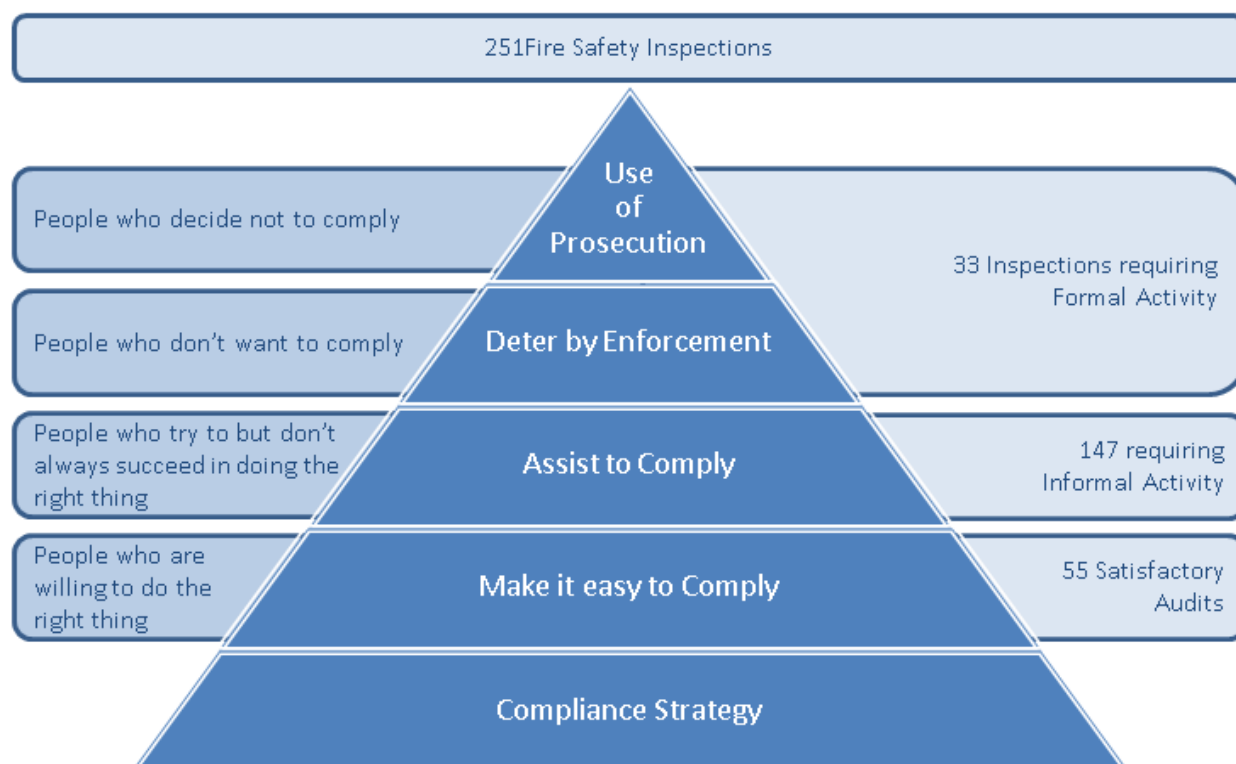 251Fire Safety Inspections
Use
of
Prosecution
People who decide not to comply
33 Inspections requiring
Formal Activity
People who don't want to comply
Deter by Enforcement
People who try to but don't
always succeed in doing the
right thing
Assist to Comply
147 requiring
Informal Activity
People who are
willing to do the
right thing
Make it easy to Comply
55 Satisfactory
Audits
Compliance Strategy